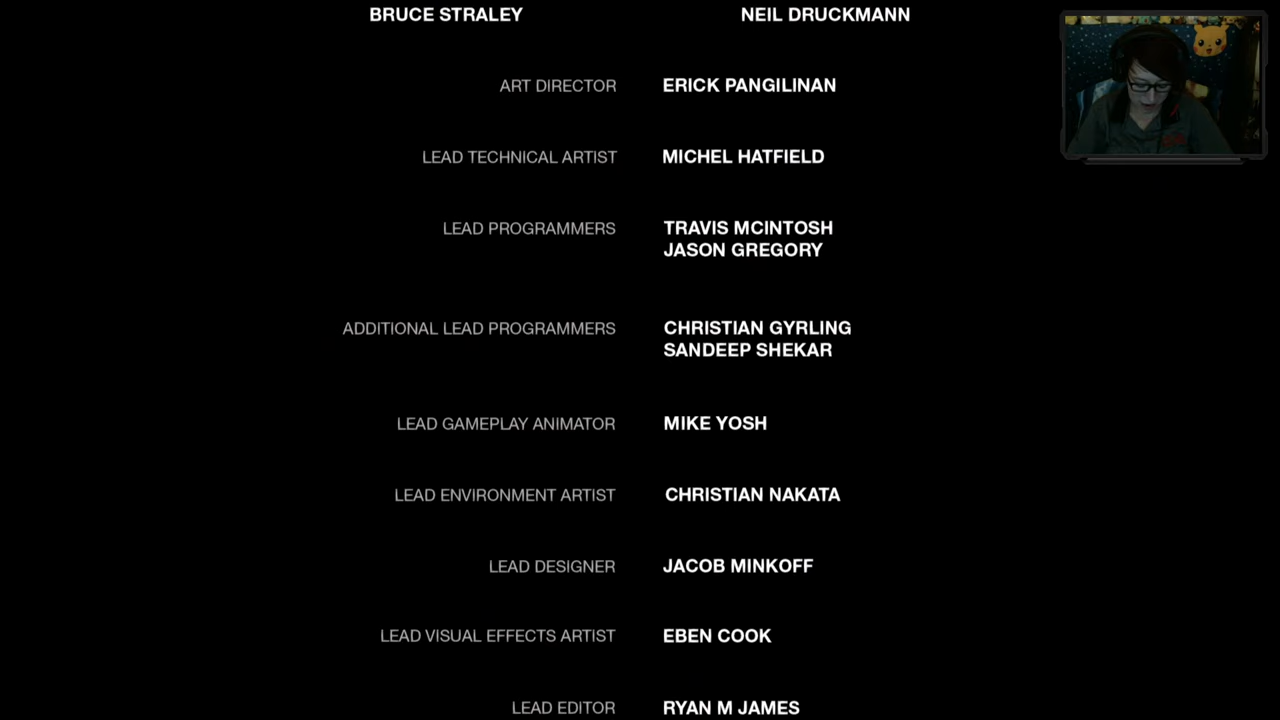 BRUCE STRALEY NEIL DRUCKMANN
ART DIRECTOR ERICK PANGILINAN
LEAD TECHNICAL ARTIST MICHEL HATFIELD
LEAD PROGRAMMERS TRAVIS MCINTOSH
JASON GREGORY
ADDITIONAL LEAD PROGRAMMERS CHRISTIAN GYRLING
SANDEEP SHEKAR
LEAD GAMEPLAY ANIMATOR MIKE YOSH
LEAD ENVIRONMENT ARTIST CHRISTIAN NAKATA
LEAD DESIGNER JACOB MINKOFF
LEAD VISUAL EFFECTS ARTIST EBEN COOK
LEAD EDITOR RYAN M JAMES